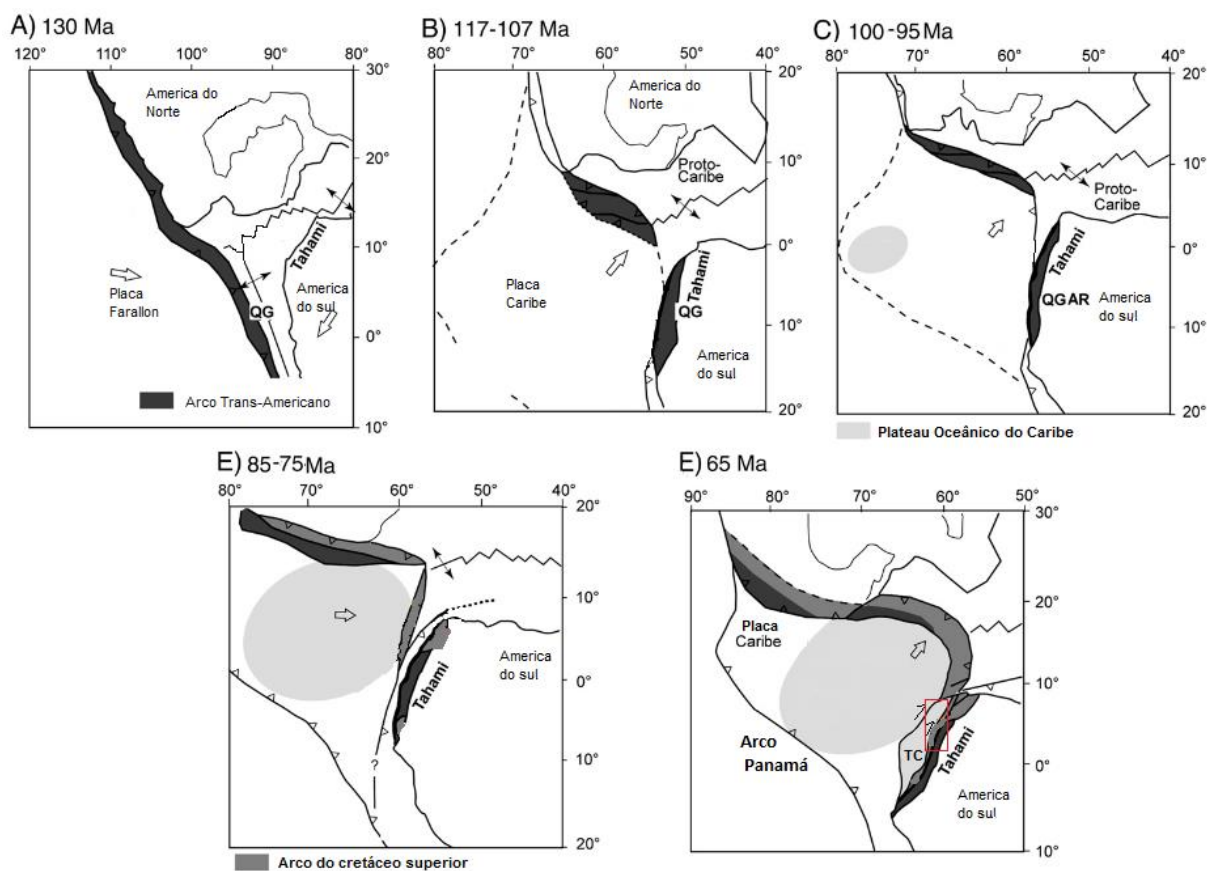 A) 130 Ma
120° 110° 100° 90° 80°
30°
America do
Norte
20°
10°
Tahami
America
do sul
Placa
Farallon
QG
0°
Arco Trans-Americano
10°
B) 117-107 Ma
80° 70° 60° 50° 40°
20°
America do
Norte
Proto-
Caribe
10°
0°
Placa
Caribe
Tahami
QG
10°
America
do sul
20°
C) 100-95 Ma
80° 70° 60° 50° 40°
20°
10°
Proto-
Caribe
0°
Tahami
QGAR
America
do sul
10°
20°
Plateau Oceânico do Caribe
E) 85-75 Ma
80° 70° 60° 50° 40°
20°
10°
America
do sul
0°
Tahami
10°
?
20°
Arco do cretáceo superior
E) 65 Ma
90° 80° 70° 60° 50°
30°
20°
Placa
Caribe
10°
Arco
Panamá
TC
Tahami
0°
America
do sul
10°